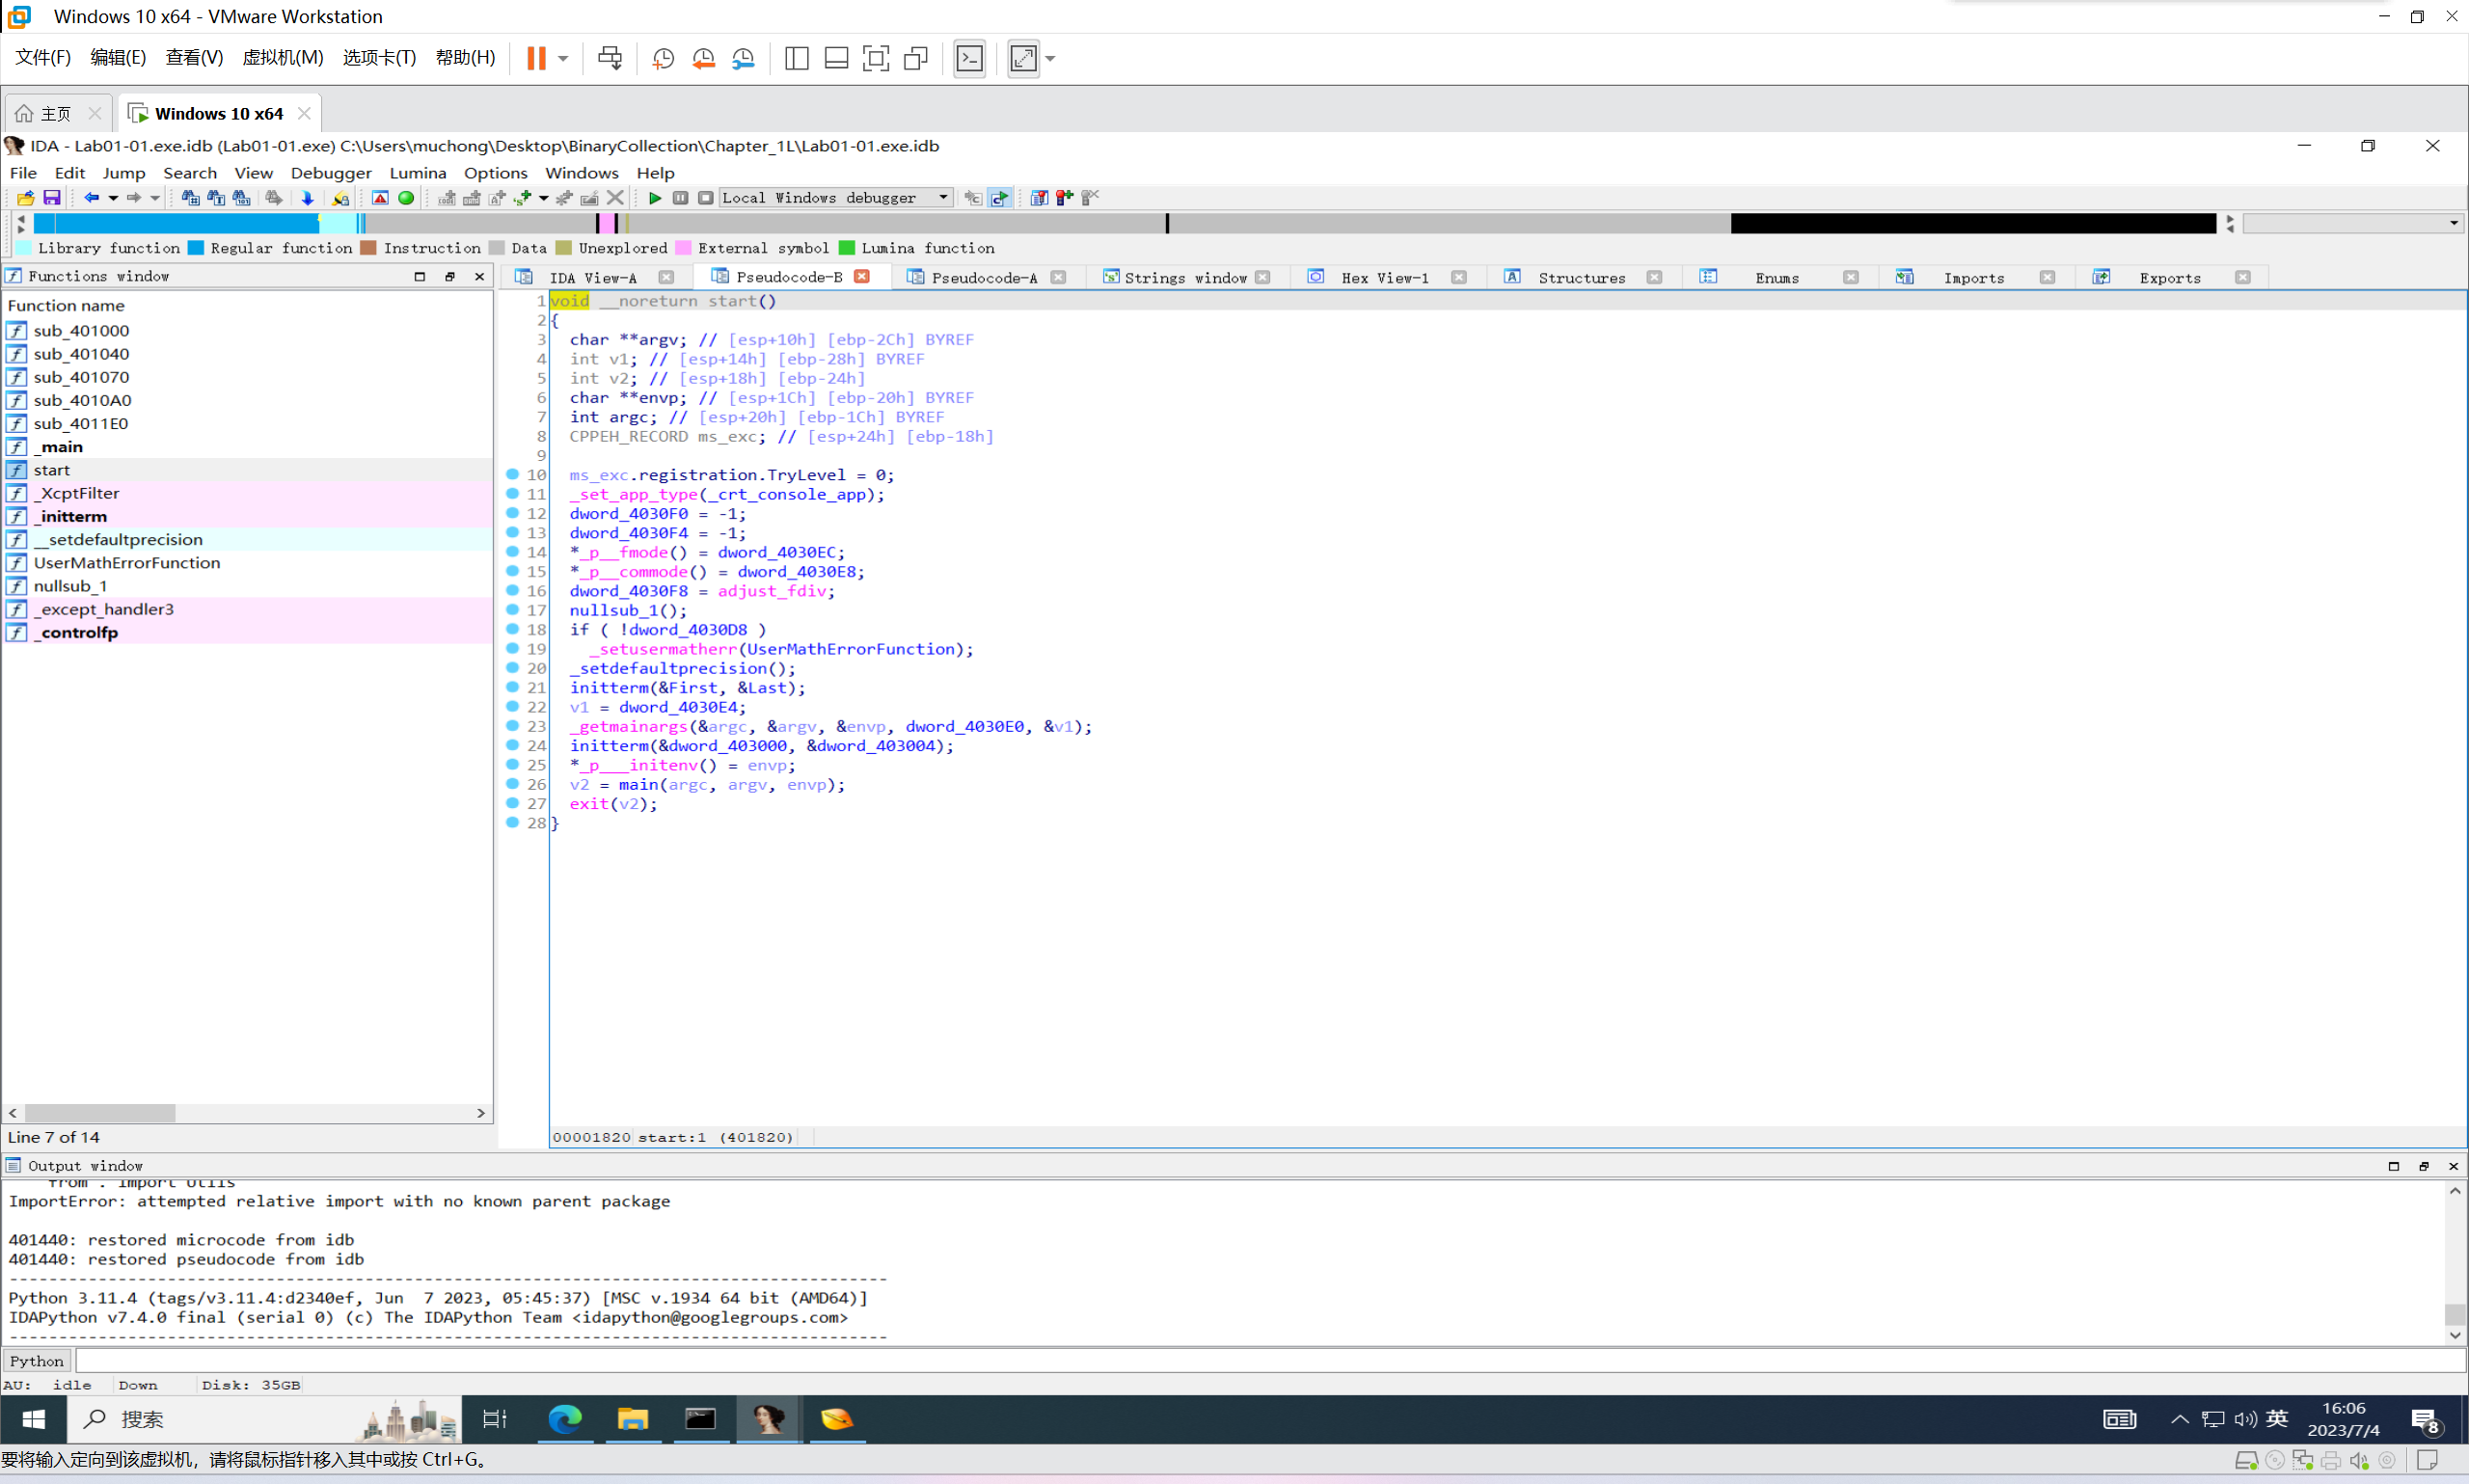 Windows 10 x64 - VMware Workstation
文件(F) 编辑(E) 查看(V) 虚拟机(M) 选项卡(T) 帮助(H)
主页 Windows 10 x64
IDA - Lab01-01.exe.idb (Lab01-01.exe) C:\Users\muchong\Desktop\BinaryCollection\Chapter_1L\Lab01-01.exe.idb
File Edit Jump Search View Debugger Lumina Options Windows Help
Local Windows debugger
Library function Regular function Instruction Data Unexplored External symbol Lumina function
Functions window
Function name
sub_401000
sub_401040
sub_401070
sub_4010A0
sub_4011E0
_main
start
_XcptFilter
_initterm
__setdefaultprecision
UserMathErrorFunction
nullsub_1
_except_handler3
_controlfp
Line 7 of 14
IDA View-A Pseudocode-B Pseudocode-A Strings window Hex View-1 Structures Enums Imports Exports
1 void __noreturn start()
2 {
3 char **argv; // [esp+10h] [ebp-2Ch] BYREF
4 int v1; // [esp+14h] [ebp-28h] BYREF
5 int v2; // [esp+18h] [ebp-24h]
6 char **envp; // [esp+1Ch] [ebp-20h] BYREF
7 int argc; // [esp+20h] [ebp-1Ch] BYREF
8 CPPEH_RECORD ms_exc; // [esp+24h] [ebp-18h]
9
10 ms_exc.registration.TryLevel = 0;
11 _set_app_type(_crt_console_app);
12 dword_4030F0 = -1;
13 dword_4030F4 = -1;
14 *_p__fmode() = dword_4030EC;
15 *_p__commode() = dword_4030E8;
16 dword_4030F8 = adjust_fdiv;
17 nullsub_1();
18 if ( !dword_4030D8 )
19 _setusermatherr(UserMathErrorFunction);
20 _setdefaultprecision();
21 initterm(&First, &Last);
22 v1 = dword_4030E4;
23 _getmainargs(&argc, &argv, &envp, dword_4030E0, &v1);
24 initterm(&dword_403000, &dword_403004);
25 *_p___initenv() = envp;
26 v2 = main(argc, argv, envp);
27 exit(v2);
28 }
00001820 start:1 (401820)
Output window
from . import Utils
ImportError: attempted relative import with no known parent package
401440: restored microcode from idb
401440: restored pseudocode from idb
-----------------------------------------------------------------------------------------
Python 3.11.4 (tags/v3.11.4:d2340ef, Jun  7 2023, 05:45:37) [MSC v.1934 64 bit (AMD64)]
IDAPython v7.4.0 final (serial 0) (c) The IDAPython Team <idapython@googlegroups.com>
-----------------------------------------------------------------------------------------
Python
AU: idle Down Disk: 35GB
搜索
英
16:06
2023/7/4
8
要将输入定向到该虚拟机，请将鼠标指针移入其中或按 Ctrl+G。